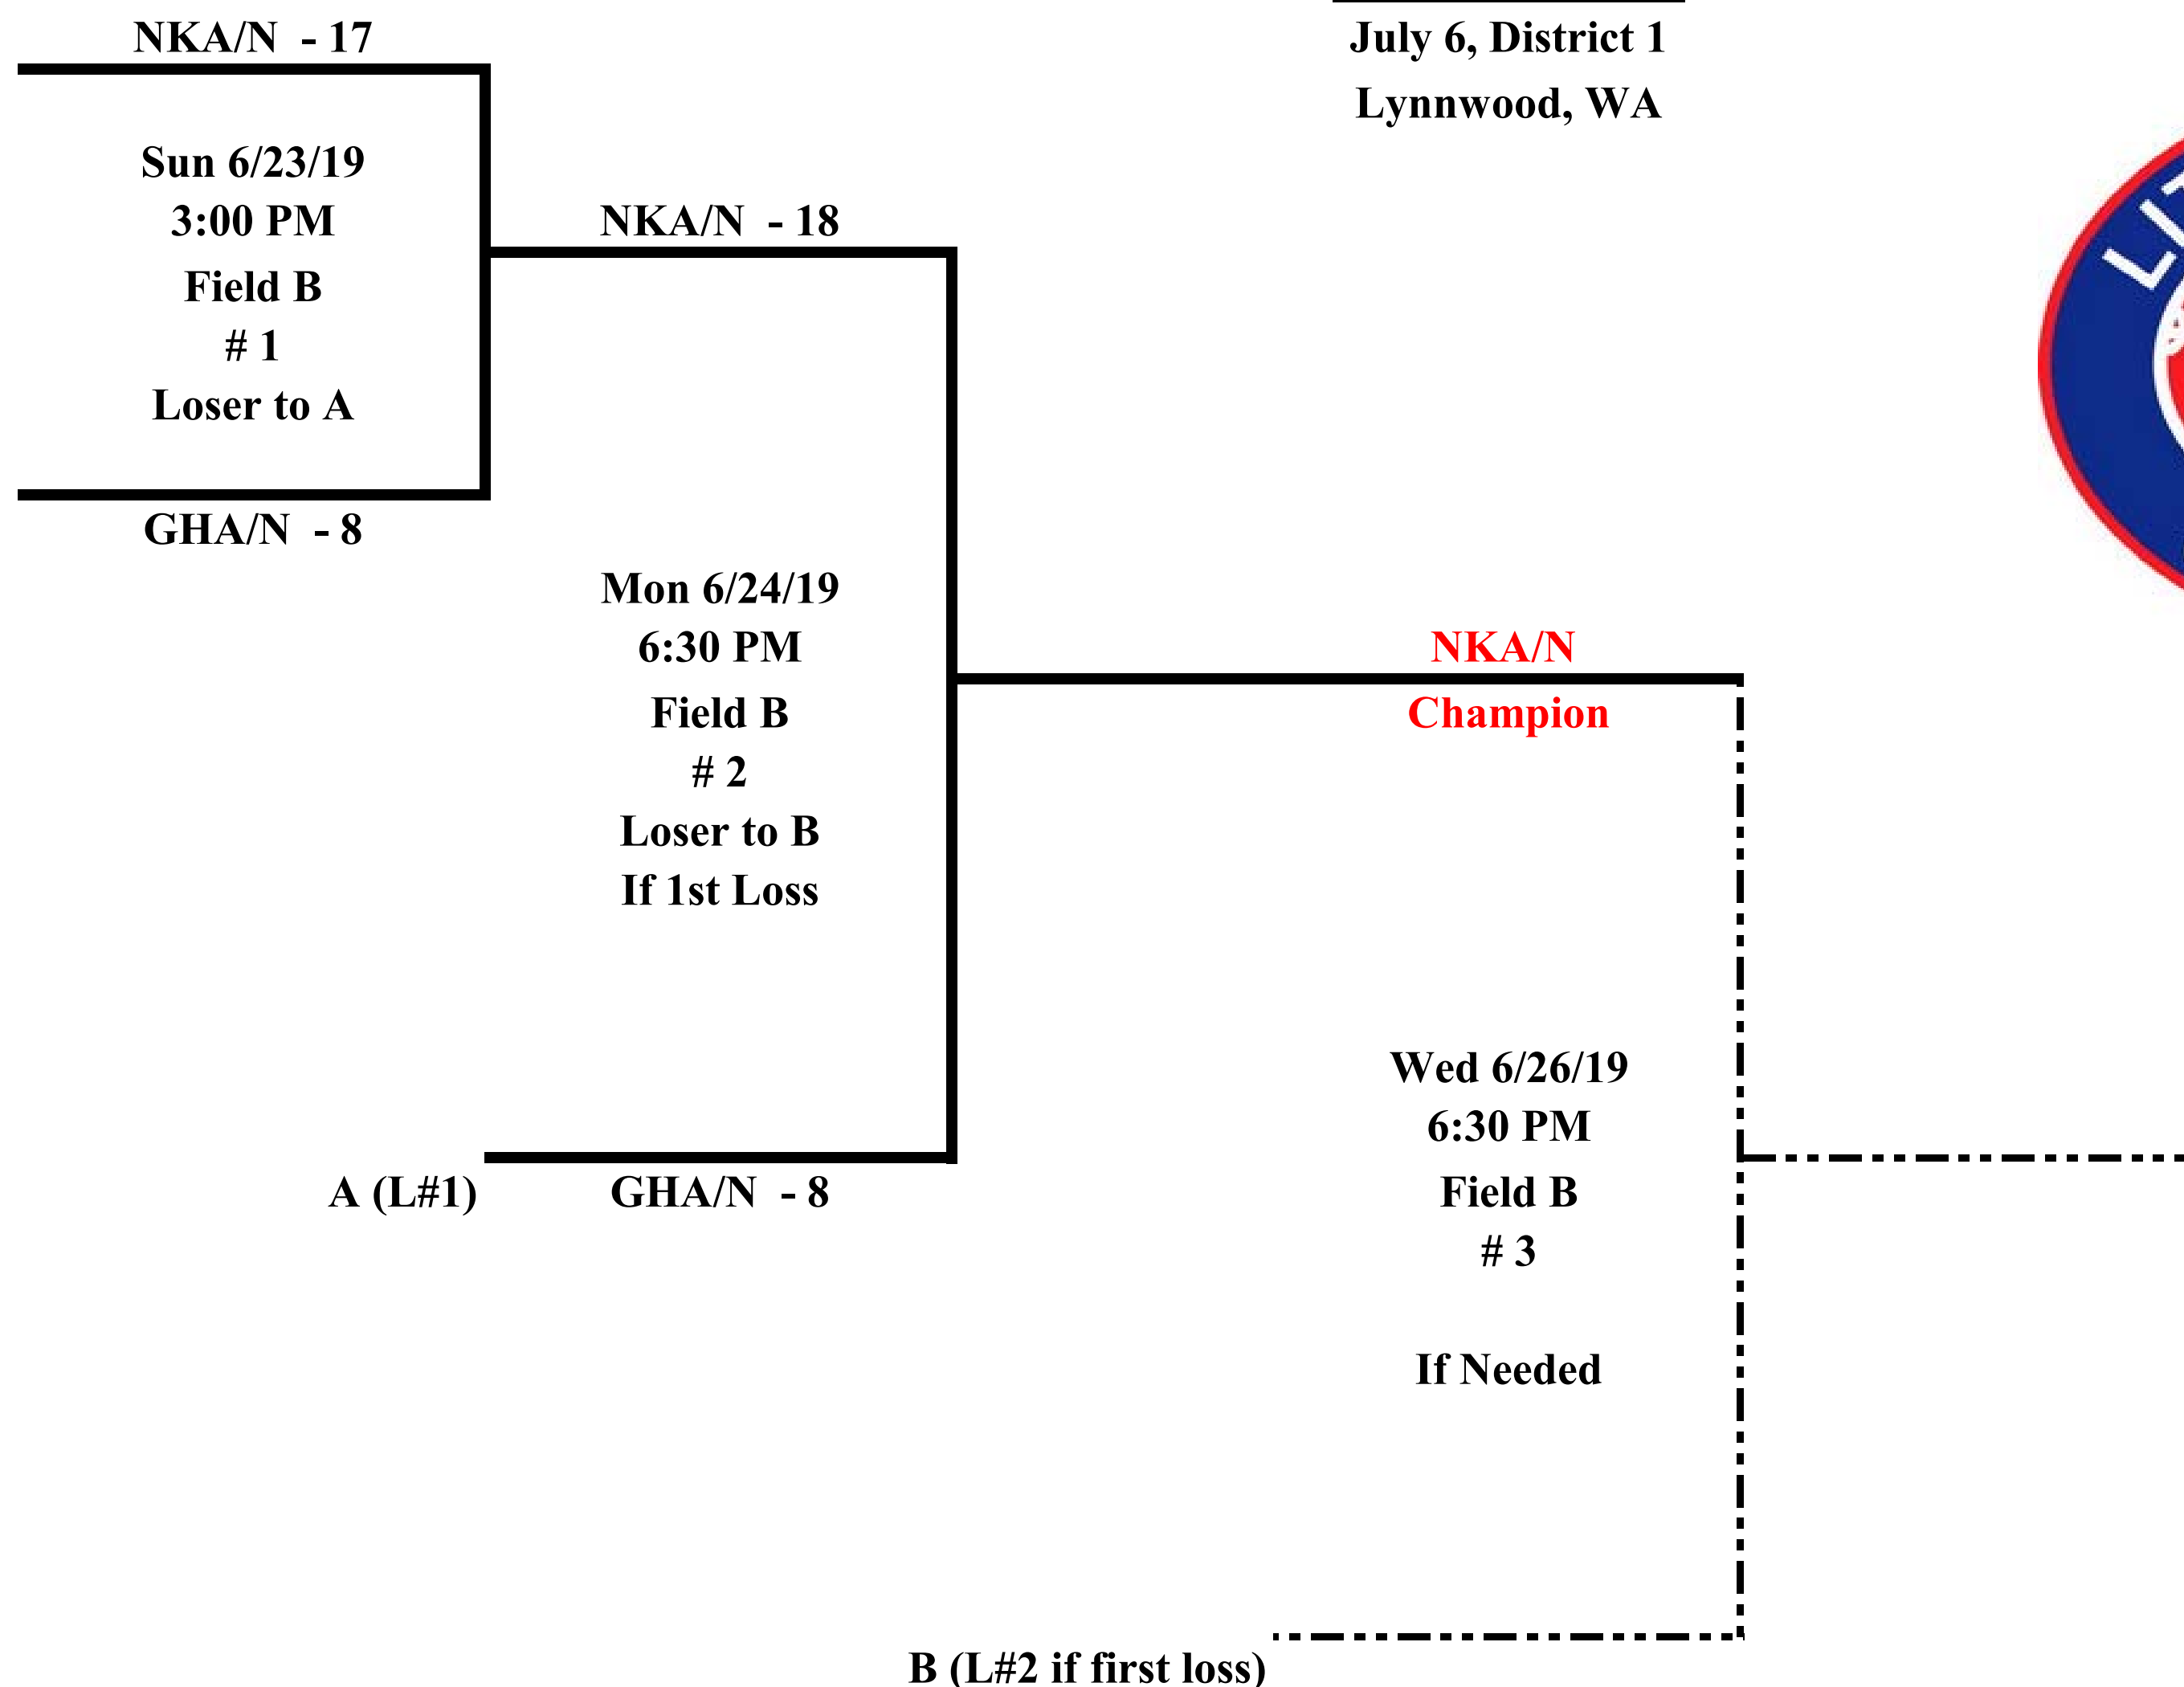 NKA/N - 17
July 6, District 1
Lynnwood, WA
Sun 6/23/19
3:00 PM
Field B
# 1
Loser to A
NKA/N - 18
GHA/N - 8
Mon 6/24/19
6:30 PM
Field B
# 2
Loser to B
If 1st Loss
NKA/N
Champion
Wed 6/26/19
6:30 PM
Field B
# 3
If Needed
A (L#1)
GHA/N - 8
B (L#2 if first loss)